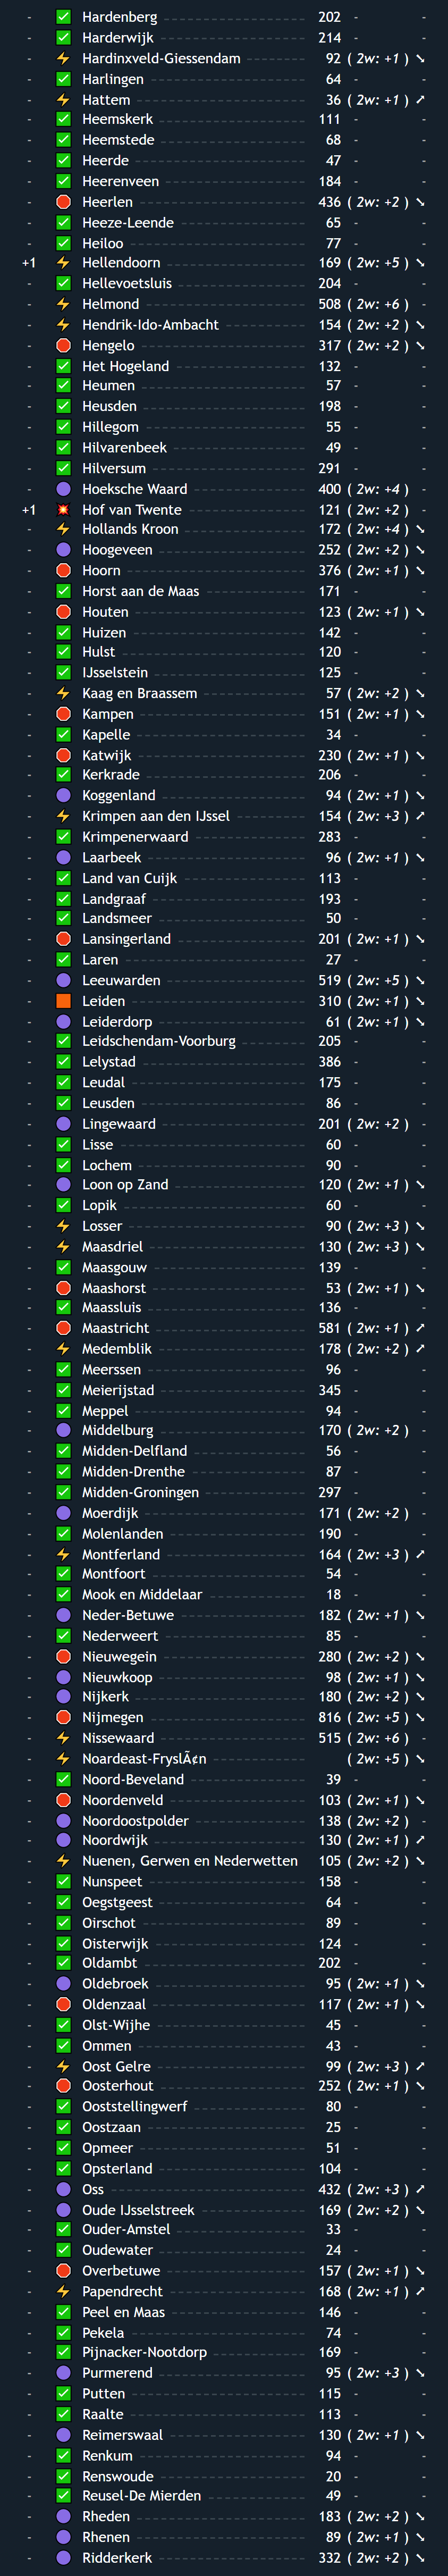 - ✅ Hardenberg 202 - -
- ✅ Harderwijk 214 - -
- ⚡ Hardinxveld-Giessendam 92 ( 2w: +1 ) ➘
- ✅ Harlingen 64 - -
- ⚡ Hattem 36 ( 2w: +1 ) ➚
- ✅ Heemskerk 111 - -
- ✅ Heemstede 68 - -
- ✅ Heerde 47 - -
- ✅ Heerenveen 184 - -
- 🛑 Heerlen 436 ( 2w: +2 ) ➘
- ✅ Heeze-Leende 65 - -
- ✅ Heiloo 77 - -
+1 ⚡ Hellendoorn 169 ( 2w: +5 ) ➘
- ✅ Hellevoetsluis 204 - -
- ⚡ Helmond 508 ( 2w: +6 ) -
- ⚡ Hendrik-Ido-Ambacht 154 ( 2w: +2 ) ➘
- 🛑 Hengelo 317 ( 2w: +2 ) ➘
- ✅ Het Hogeland 132 - -
- ✅ Heumen 57 - -
- ✅ Heusden 198 - -
- ✅ Hillegom 55 - -
- ✅ Hilvarenbeek 49 - -
- ✅ Hilversum 291 - -
- 🟣 Hoeksche Waard 400 ( 2w: +4 ) -
+1 💥 Hof van Twente 121 ( 2w: +2 ) -
- ⚡ Hollands Kroon 172 ( 2w: +4 ) ➘
- 🟣 Hoogeveen 252 ( 2w: +2 ) ➘
- 🛑 Hoorn 376 ( 2w: +1 ) ➘
- ✅ Horst aan de Maas 171 - -
- 🛑 Houten 123 ( 2w: +1 ) ➘
- ✅ Huizen 142 - -
- ✅ Hulst 120 - -
- ✅ IJsselstein 125 - -
- ⚡ Kaag en Braassem 57 ( 2w: +2 ) ➘
- 🛑 Kampen 151 ( 2w: +1 ) ➘
- ✅ Kapelle 34 - -
- 🛑 Katwijk 230 ( 2w: +1 ) ➘
- ✅ Kerkrade 206 - -
- 🟣 Koggenland 94 ( 2w: +1 ) ➘
- ⚡ Krimpen aan den IJssel 154 ( 2w: +3 ) ➚
- ✅ Krimpenerwaard 283 - -
- 🟣 Laarbeek 96 ( 2w: +1 ) ➘
- ✅ Land van Cuijk 113 - -
- ✅ Landgraaf 193 - -
- ✅ Landsmeer 50 - -
- 🛑 Lansingerland 201 ( 2w: +1 ) ➘
- ✅ Laren 27 - -
- 🟣 Leeuwarden 519 ( 2w: +5 ) ➘
- 🟧 Leiden 310 ( 2w: +1 ) ➘
- 🟣 Leiderdorp 61 ( 2w: +1 ) ➘
- ✅ Leidschendam-Voorburg 205 - -
- ✅ Lelystad 386 - -
- ✅ Leudal 175 - -
- ✅ Leusden 86 - -
- 🟣 Lingewaard 201 ( 2w: +2 ) -
- ✅ Lisse 60 - -
- ✅ Lochem 90 - -
- 🟣 Loon op Zand 120 ( 2w: +1 ) ➘
- ✅ Lopik 60 - -
- ⚡ Losser 90 ( 2w: +3 ) ➘
- ⚡ Maasdriel 130 ( 2w: +3 ) ➘
- ✅ Maasgouw 139 - -
- 🛑 Maashorst 53 ( 2w: +1 ) ➘
- ✅ Maassluis 136 - -
- 🛑 Maastricht 581 ( 2w: +1 ) ➚
- ⚡ Medemblik 178 ( 2w: +2 ) ➚
- ✅ Meerssen 96 - -
- ✅ Meierijstad 345 - -
- ✅ Meppel 94 - -
- 🟣 Middelburg 170 ( 2w: +2 ) -
- ✅ Midden-Delfland 56 - -
- ✅ Midden-Drenthe 87 - -
- ✅ Midden-Groningen 297 - -
- 🟣 Moerdijk 171 ( 2w: +2 ) -
- ✅ Molenlanden 190 - -
- ⚡ Montferland 164 ( 2w: +3 ) ➚
- ✅ Montfoort 54 - -
- ✅ Mook en Middelaar 18 - -
- 🟣 Neder-Betuwe 182 ( 2w: +1 ) ➘
- ✅ Nederweert 85 - -
- 🛑 Nieuwegein 280 ( 2w: +2 ) ➘
- 🟣 Nieuwkoop 98 ( 2w: +1 ) ➘
- 🟣 Nijkerk 180 ( 2w: +2 ) ➘
- 🛑 Nijmegen 816 ( 2w: +5 ) ➘
- ⚡ Nissewaard 515 ( 2w: +6 ) -
- ⚡ Noardeast-FryslÃ¢n ( 2w: +5 ) ➘
- ✅ Noord-Beveland 39 - -
- 🛑 Noordenveld 103 ( 2w: +1 ) ➘
- 🟣 Noordoostpolder 138 ( 2w: +2 ) -
- 🟣 Noordwijk 130 ( 2w: +1 ) ➚
- ⚡ Nuenen, Gerwen en Nederwetten 105 ( 2w: +2 ) ➘
- ✅ Nunspeet 158 - -
- ✅ Oegstgeest 64 - -
- ✅ Oirschot 89 - -
- ✅ Oisterwijk 124 - -
- ✅ Oldambt 202 - -
- 🟣 Oldebroek 95 ( 2w: +1 ) ➘
- 🛑 Oldenzaal 117 ( 2w: +1 ) ➘
- ✅ Olst-Wijhe 45 - -
- ✅ Ommen 43 - -
- ⚡ Oost Gelre 99 ( 2w: +3 ) ➚
- 🛑 Oosterhout 252 ( 2w: +1 ) ➘
- ✅ Ooststellingwerf 80 - -
- ✅ Oostzaan 25 - -
- ✅ Opmeer 51 - -
- ✅ Opsterland 104 - -
- 🟣 Oss 432 ( 2w: +3 ) ➚
- 🟣 Oude IJsselstreek 169 ( 2w: +2 ) ➘
- ✅ Ouder-Amstel 33 - -
- ✅ Oudewater 24 - -
- 🛑 Overbetuwe 157 ( 2w: +1 ) ➘
- ⚡ Papendrecht 168 ( 2w: +1 ) ➚
- ✅ Peel en Maas 146 - -
- ✅ Pekela 74 - -
- ✅ Pijnacker-Nootdorp 169 - -
- 🟣 Purmerend 95 ( 2w: +3 ) ➘
- ✅ Putten 115 - -
- ✅ Raalte 113 - -
- 🟣 Reimerswaal 130 ( 2w: +1 ) ➘
- ✅ Renkum 94 - -
- ✅ Renswoude 20 - -
- ✅ Reusel-De Mierden 49 - -
- 🟣 Rheden 183 ( 2w: +2 ) ➘
- 🟣 Rhenen 89 ( 2w: +1 ) ➘
- 🟣 Ridderkerk 332 ( 2w: +2 ) ➘